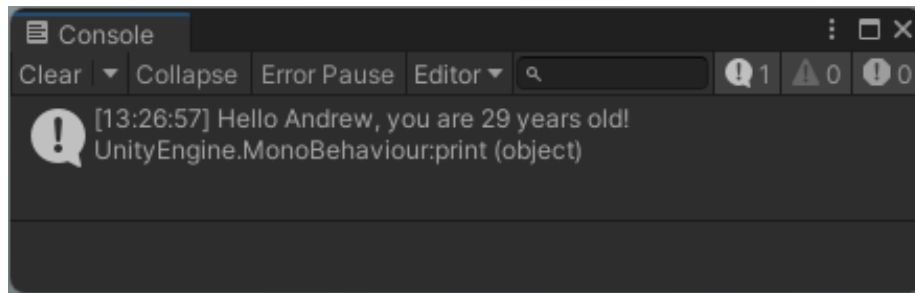 Console
Clear Collapse Error Pause Editor 1 0 0
[13:26:57] Hello Andrew, you are 29 years old!
UnityEngine.MonoBehaviour:print (object)